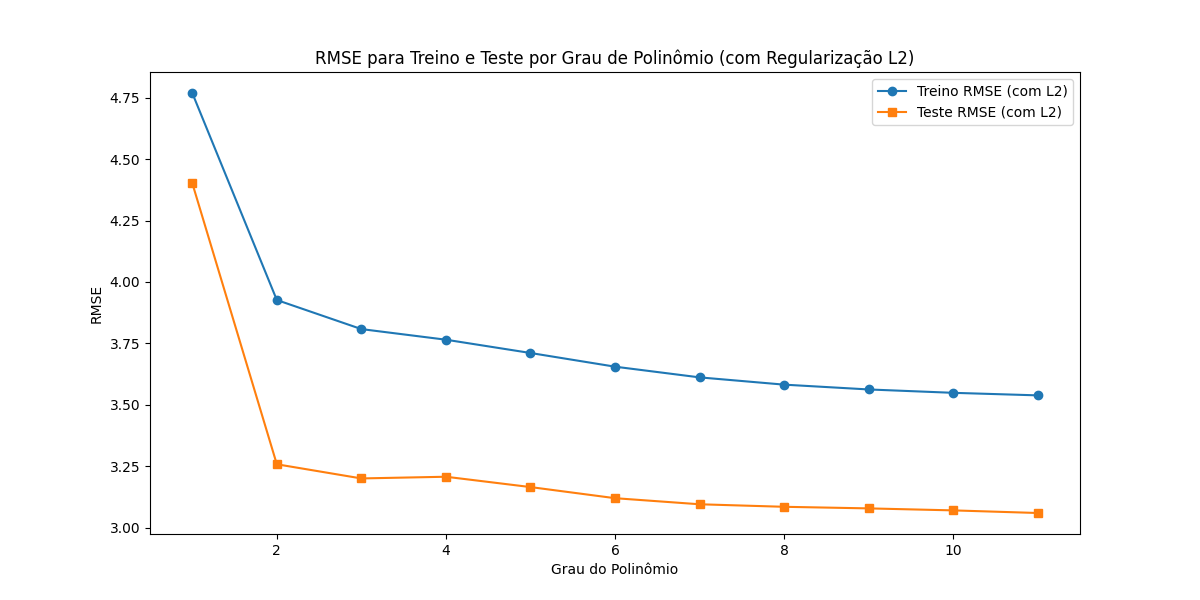 RMSE para Treino e Teste por Grau de Polinômio (com Regularização L2)
Treino RMSE (com L2)
Teste RMSE (com L2)
RMSE
4.75
4.50
4.25
4.00
3.75
3.50
3.25
3.00
2
4
6
8
10
Grau do Polinômio